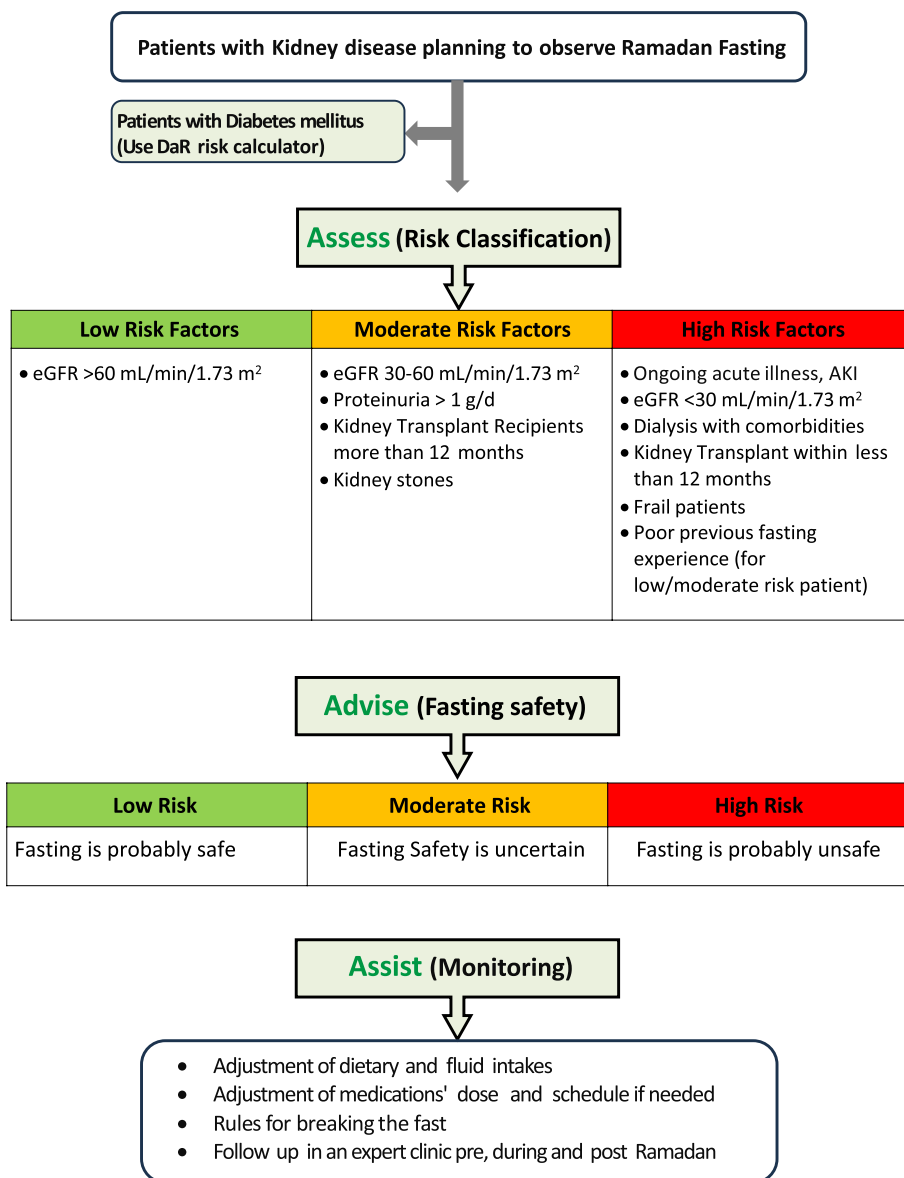 Patients with Kidney disease planning to observe Ramadan Fasting
Patients with Diabetes mellitus
(Use DaR risk calculator)
Assess (Risk Classification)
Low Risk Factors
• eGFR >60 mL/min/1.73 m²
Moderate Risk Factors
• eGFR 30-60 mL/min/1.73 m²
• Proteinuria > 1 g/d
• Kidney Transplant Recipients
more than 12 months
• Kidney stones
High Risk Factors
• Ongoing acute illness, AKI
• eGFR <30 mL/min/1.73 m²
• Dialysis with comorbidities
• Kidney Transplant within less
than 12 months
• Frail patients
• Poor previous fasting
experience (for
low/moderate risk patient)
Advise (Fasting safety)
Low Risk
Fasting is probably safe
Moderate Risk
Fasting Safety is uncertain
High Risk
Fasting is probably unsafe
Assist (Monitoring)
• Adjustment of dietary and fluid intakes
• Adjustment of medications' dose and schedule if needed
• Rules for breaking the fast
• Follow up in an expert clinic pre, during and post Ramadan